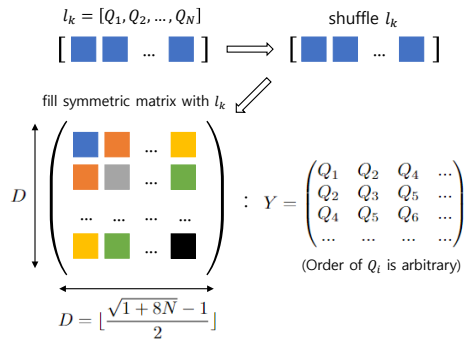 l_k = [Q_1, Q_2, ..., Q_N]
shuffle l_k
[ ... ]
[ ... ]
fill symmetric matrix with l_k
D
...
...
... ... ... ...
...
: Y = ( Q_1 Q_2 Q_4 ...
Q_2 Q_3 Q_5 ...
Q_4 Q_5 Q_6 ...
... ... ... ... )
(Order of Q_i is arbitrary)
D = ⌊(√(1 + 8N) − 1)/2⌋